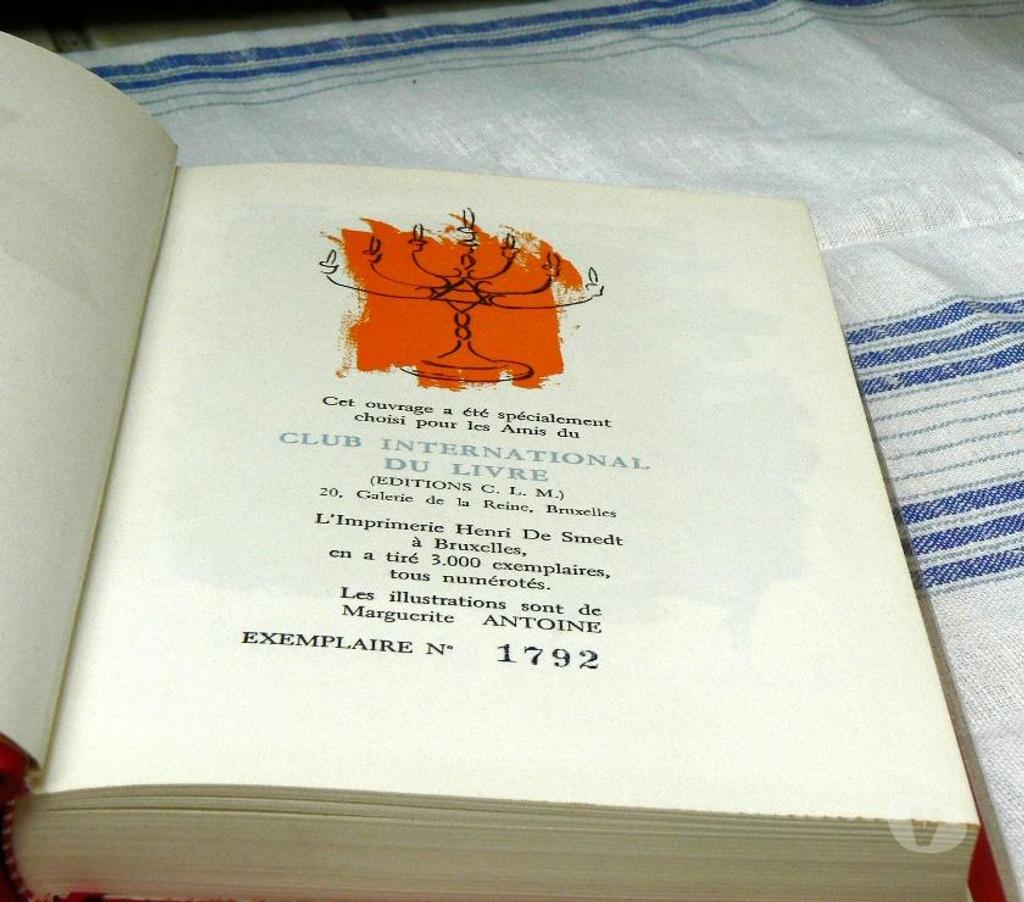 Cet ouvrage a été spécialement
choisi pour les Amis du
CLUB INTERNATIONAL
DU LIVRE
(EDITIONS C. L. M.)
20, Galerie de la Reine, Bruxelles
L'Imprimerie Henri De Smedt
à Bruxelles,
en a tiré 3.000 exemplaires,
tous numérotés.
Les illustrations sont de
Marguerite ANTOINE
EXEMPLAIRE N° 1792
V